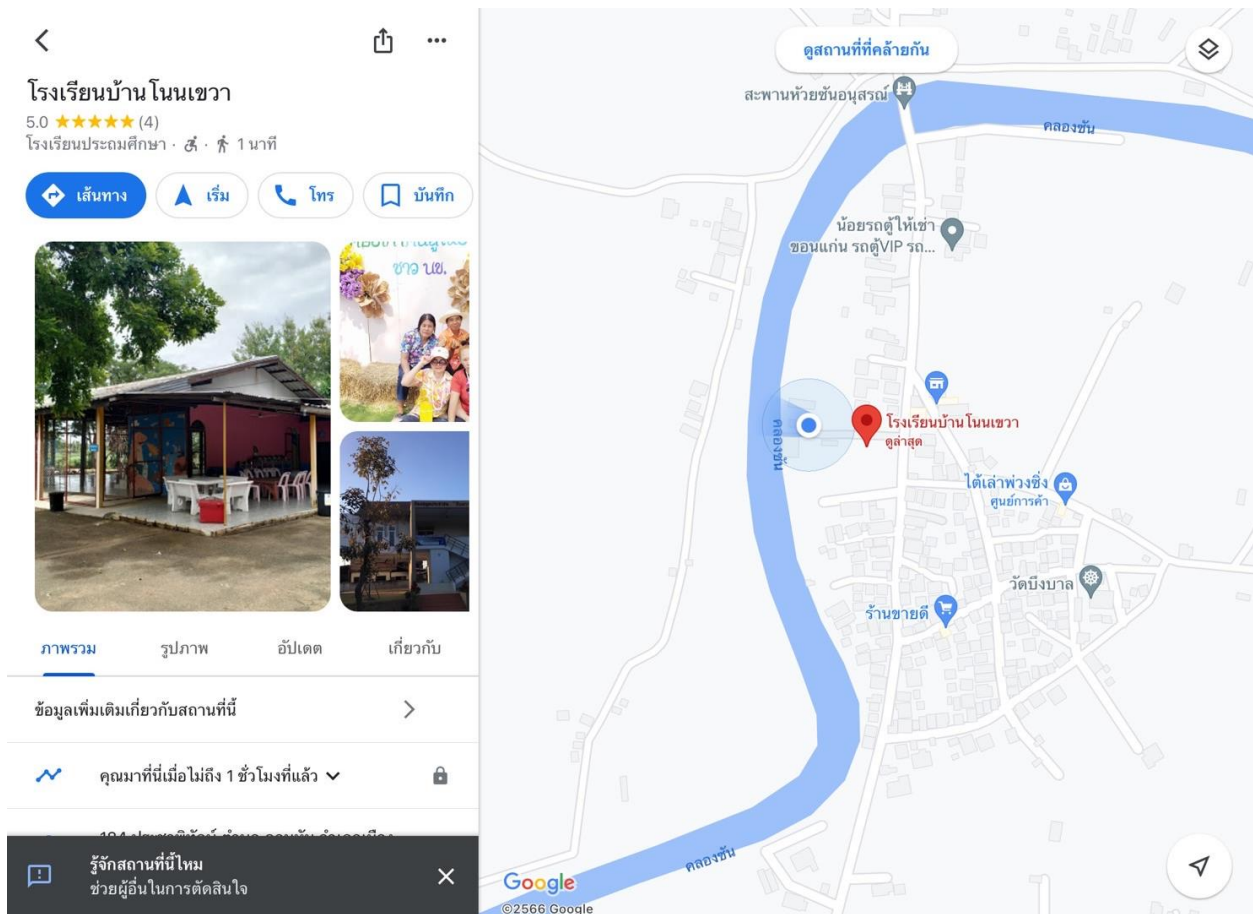 โรงเรียนบ้านโนนเขวา
5.0 ★★★★★ (4)
โรงเรียนประถมศึกษา · 1 นาที
เส้นทาง
เริ่ม
โทร
บันทึก
ชาว นข.
ภาพรวม
รูปภาพ
อัปเดต
เกี่ยวกับ
ข้อมูลเพิ่มเติมเกี่ยวกับสถานที่นี้
คุณมาที่นี่เมื่อไม่ถึง 1 ชั่วโมงที่แล้ว
รู้จักสถานที่นี้ไหม
ช่วยผู้อื่นในการตัดสินใจ
ดูสถานที่ที่คล้ายกัน
สะพานห้วยชันอนุสรณ์
คลองชัน
น้อยรถตู้ให้เช่า
ขอนแก่น รถตู้VIP รถ...
โรงเรียนบ้านโนนเขวา
ดูล่าสุด
คลองชัน
ไต้เล่าพ่วงซิ่ง
ศูนย์การค้า
วัดบึงบาล
ร้านขายดี
คลองชัน
Google
©2566 Google